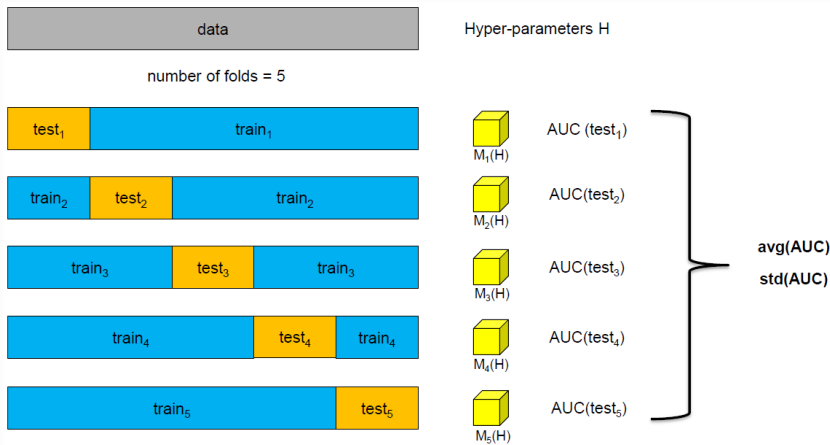 data
Hyper-parameters H
number of folds = 5
test₁ train₁ AUC (test₁)
M₁(H)
train₂ test₂ train₂ AUC(test₂)
M₂(H)
train₃ test₃ train₃ AUC(test₃)
M₃(H)
train₄ test₄ train₄ AUC(test₄)
M₄(H)
train₅ test₅ AUC(test₅)
M₅(H)
avg(AUC)
std(AUC)